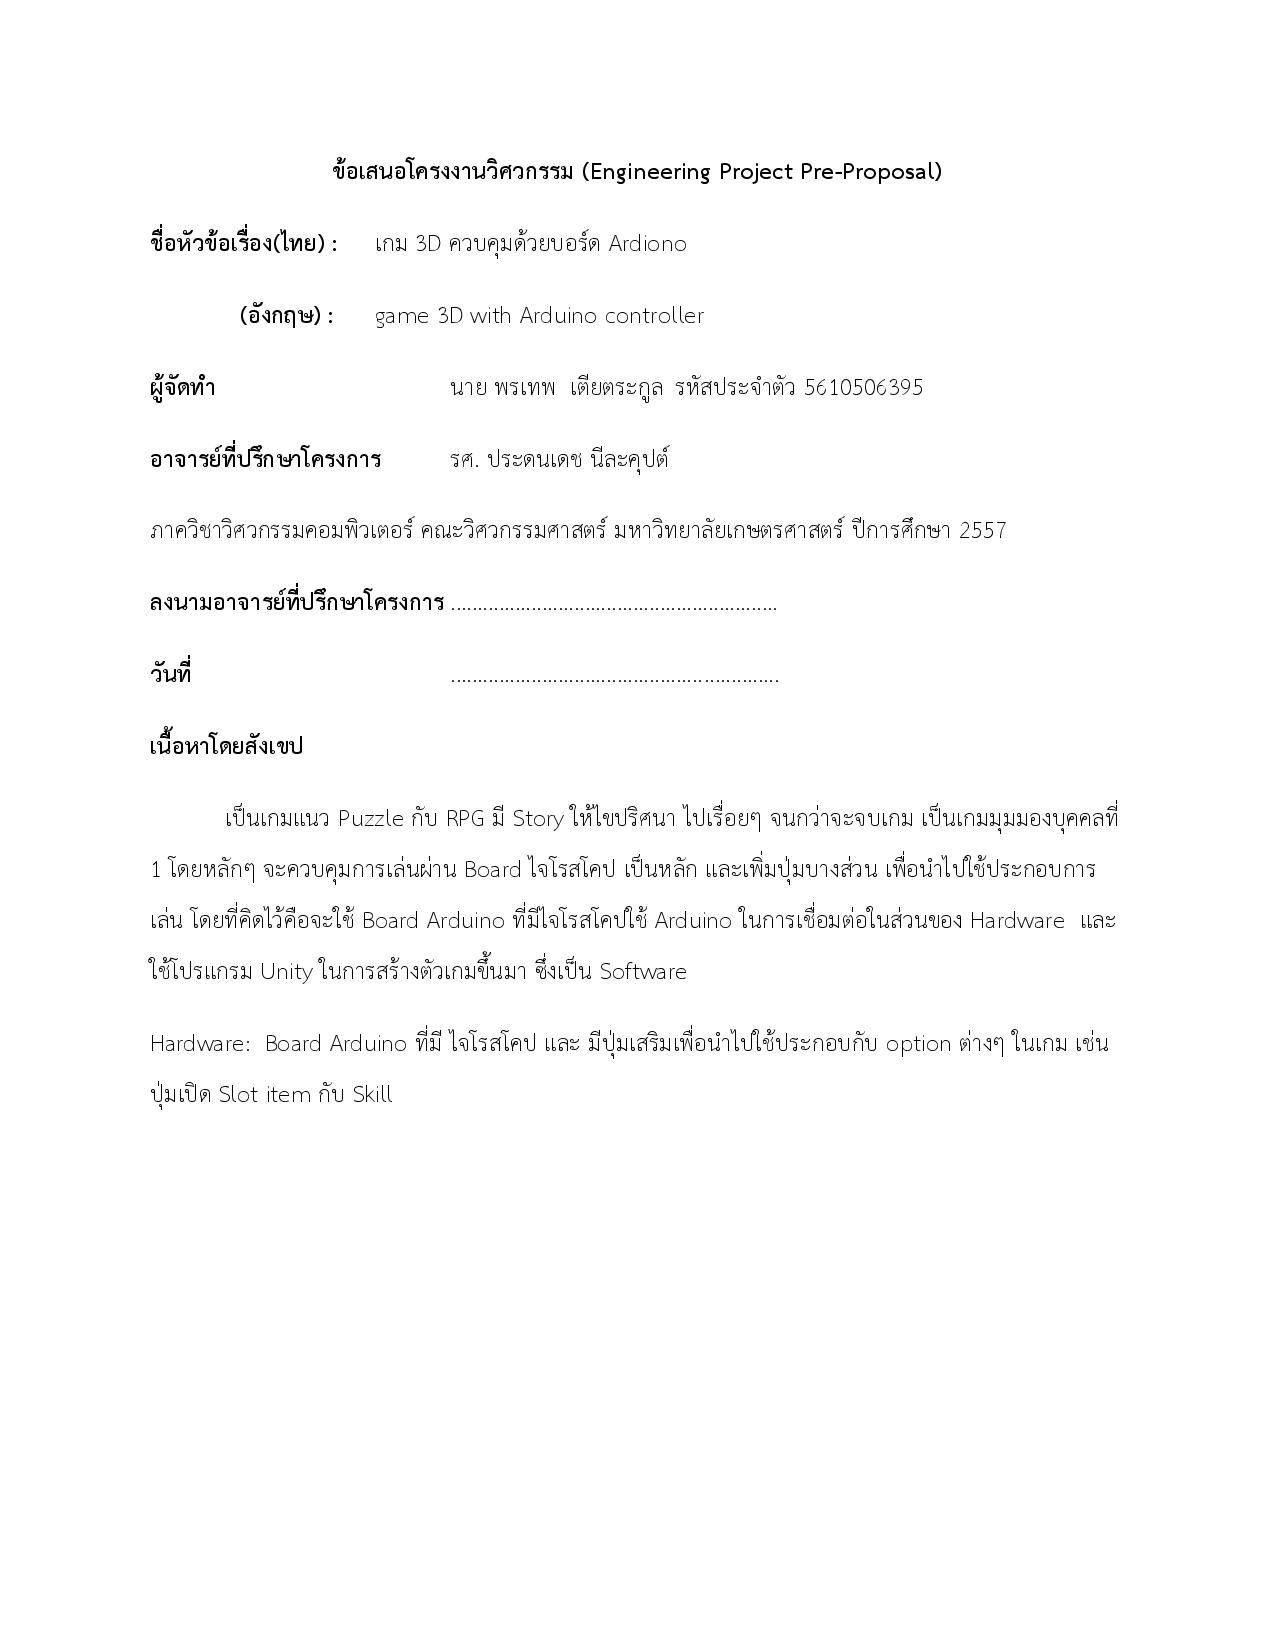 ข้อเสนอโครงงานวิศวกรรม (Engineering Project Pre-Proposal)
ชื่อหัวข้อเรื่อง(ไทย) : เกม 3D ควบคุมด้วยบอร์ด Ardiono
(อังกฤษ) : game 3D with Arduino controller
ผู้จัดทำ นาย พรเทพ เตียตระกูล รหัสประจำตัว 5610506395
อาจารย์ที่ปรึกษาโครงการ รศ. ประดนเดช นีละคุปต์
ภาควิชาวิศวกรรมคอมพิวเตอร์ คณะวิศวกรรมศาสตร์ มหาวิทยาลัยเกษตรศาสตร์ ปีการศึกษา 2557
ลงนามอาจารย์ที่ปรึกษาโครงการ .............................................................
วันที่ .............................................................
เนื้อหาโดยสังเขป
เป็นเกมแนว Puzzle กับ RPG มี Story ให้ไขปริศนา ไปเรื่อยๆ จนกว่าจะจบเกม เป็นเกมมุมมองบุคคลที่
1 โดยหลักๆ จะควบคุมการเล่นผ่าน Board ไจโรสโคป เป็นหลัก และเพิ่มปุ่มบางส่วน เพื่อนำไปใช้ประกอบการ
เล่น โดยที่คิดไว้คือจะใช้ Board Arduino ที่มีไจโรสโคปใช้ Arduino ในการเชื่อมต่อในส่วนของ Hardware และ
ใช้โปรแกรม Unity ในการสร้างตัวเกมขึ้นมา ซึ่งเป็น Software
Hardware: Board Arduino ที่มี ไจโรสโคป และ มีปุ่มเสริมเพื่อนำไปใช้ประกอบกับ option ต่างๆ ในเกม เช่น
ปุ่มเปิด Slot item กับ Skill